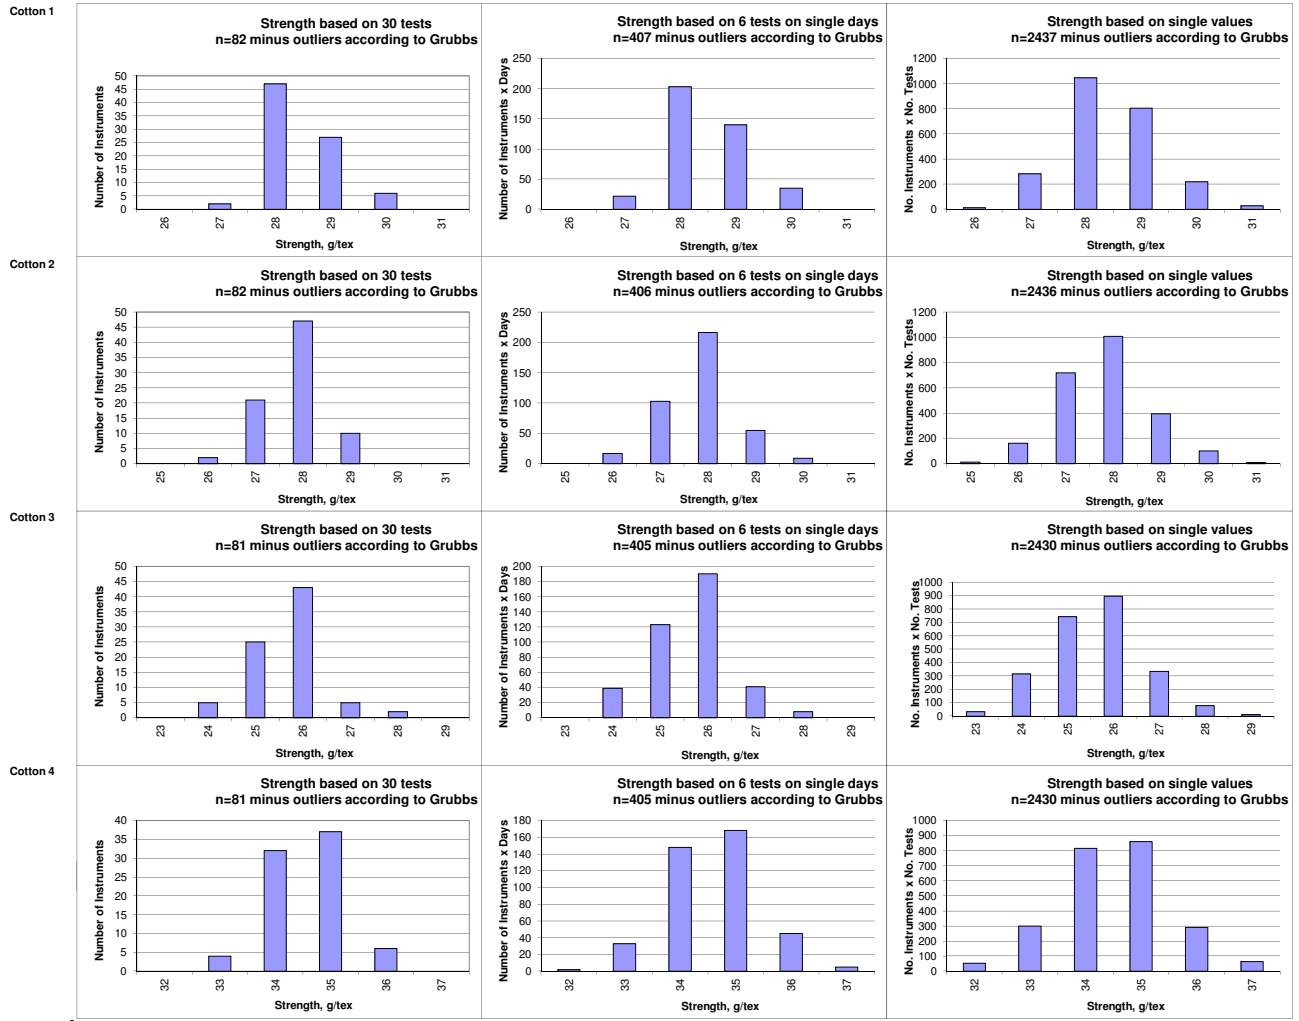 Cotton 1
Strength based on 30 tests
n=82 minus outliers according to Grubbs
Number of Instruments
50
45
40
35
30
25
20
15
10
5
0
26 27 28 29 30 31
Strength, g/tex
Strength based on 6 tests on single days
n=407 minus outliers according to Grubbs
Number of Instruments x Days
250
200
150
100
50
0
26 27 28 29 30 31
Strength, g/tex
Strength based on single values
n=2437 minus outliers according to Grubbs
No. Instruments x No. Tests
1200
1000
800
600
400
200
0
26 27 28 29 30 31
Strength, g/tex
Cotton 2
Strength based on 30 tests
n=82 minus outliers according to Grubbs
Number of Instruments
50
45
40
35
30
25
20
15
10
5
0
25 26 27 28 29 30 31
Strength, g/tex
Strength based on 6 tests on single days
n=406 minus outliers according to Grubbs
Number of Instruments x Days
250
200
150
100
50
0
25 26 27 28 29 30 31
Strength, g/tex
Strength based on single values
n=2436 minus outliers according to Grubbs
No. Instruments x No. Tests
1200
1000
800
600
400
200
0
25 26 27 28 29 30 31
Strength, g/tex
Cotton 3
Strength based on 30 tests
n=81 minus outliers according to Grubbs
Number of Instruments
50
45
40
35
30
25
20
15
10
5
0
23 24 25 26 27 28 29
Strength, g/tex
Strength based on 6 tests on single days
n=405 minus outliers according to Grubbs
Number of Instruments x Days
200
180
160
140
120
100
80
60
40
20
0
23 24 25 26 27 28 29
Strength, g/tex
Strength based on single values
n=2430 minus outliers according to Grubbs
No. Instruments x No. Tests
1000
900
800
700
600
500
400
300
200
100
0
23 24 25 26 27 28 29
Strength, g/tex
Cotton 4
Strength based on 30 tests
n=81 minus outliers according to Grubbs
Number of Instruments
40
35
30
25
20
15
10
5
0
32 33 34 35 36 37
Strength, g/tex
Strength based on 6 tests on single days
n=405 minus outliers according to Grubbs
Number of Instruments x Days
180
160
140
120
100
80
60
40
20
0
32 33 34 35 36 37
Strength, g/tex
Strength based on single values
n=2430 minus outliers according to Grubbs
No. Instruments x No. Tests
1000
900
800
700
600
500
400
300
200
100
0
32 33 34 35 36 37
Strength, g/tex